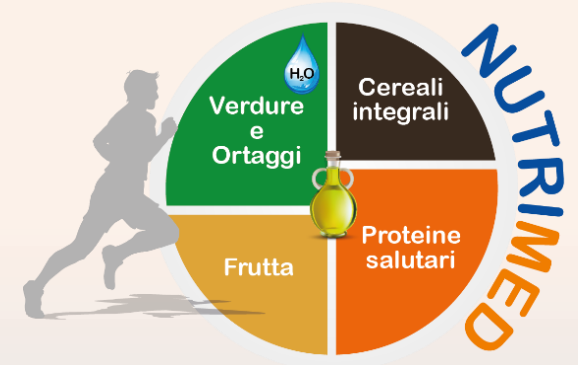 H₂O
Verdure
e
Ortaggi
Cereali
integrali
Frutta
Proteine
salutari
NUTRIMED